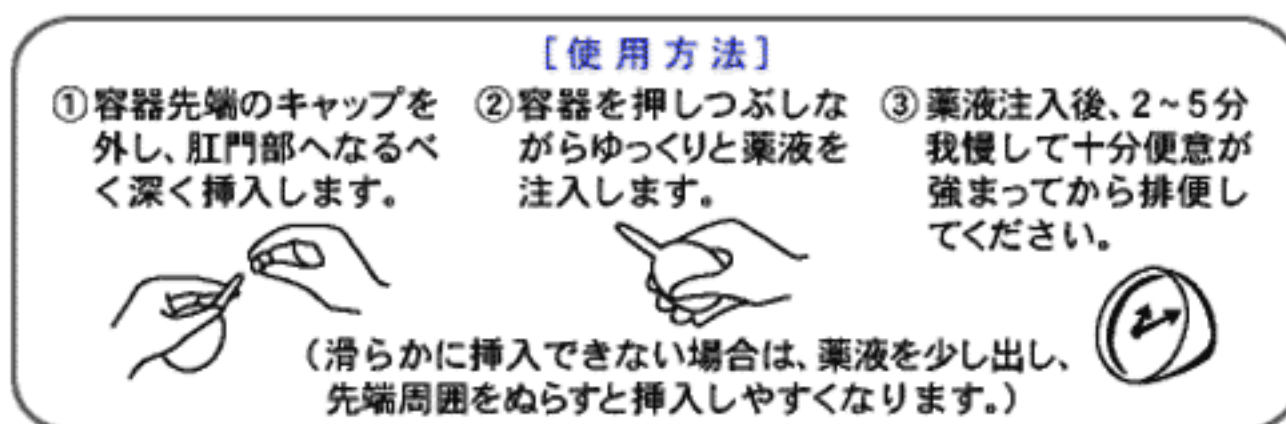 [使用方法]
①容器先端のキャップを
外し、肛門部へなるべ
く深く挿入します。
②容器を押しつぶしな
がらゆっくりと薬液を
注入します。
③薬液注入後、2~5分
我慢して十分便意が
強まってから排便し
てください。
(滑らかに挿入できない場合は、薬液を少し出し、
先端周囲をぬらすと挿入しやすくなります。)